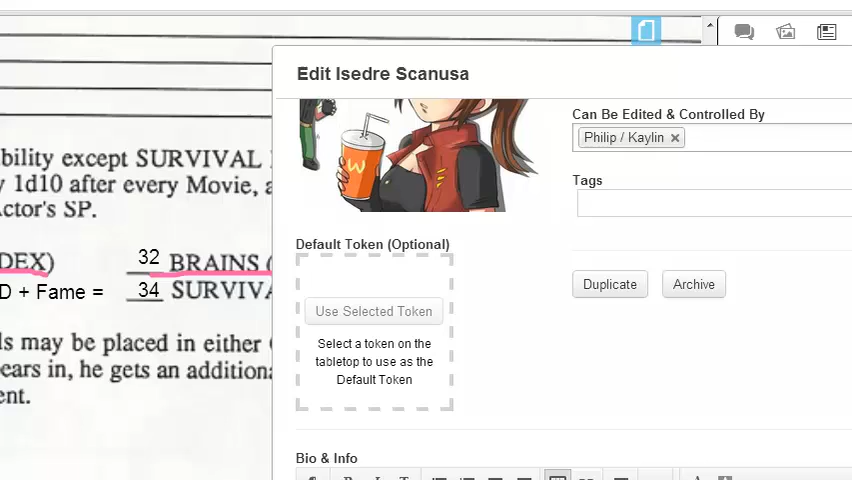 Edit Isedre Scanusa
Can Be Edited & Controlled By
Philip / Kaylin ×
Tags
Default Token (Optional)
Use Selected Token
Select a token on the
tabletop to use as the
Default Token
Duplicate
Archive
Bio & Info
bility except SURVIVAL
1d10 after every Movie, a
ctor's SP.
DEX) 32 BRAINS (
D + Fame = 34 SURVIVA
ls may be placed in either
ears in, he gets an additiona
ent.